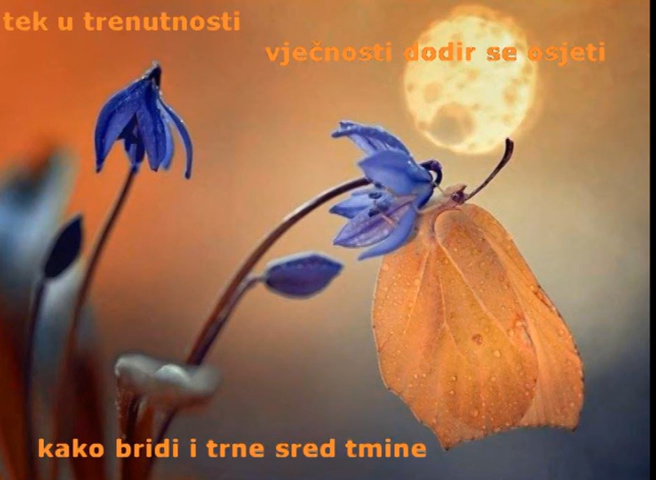 tek u trenutnosti
vječnosti dodir se osjeti
kako bridi i trne sred tmine